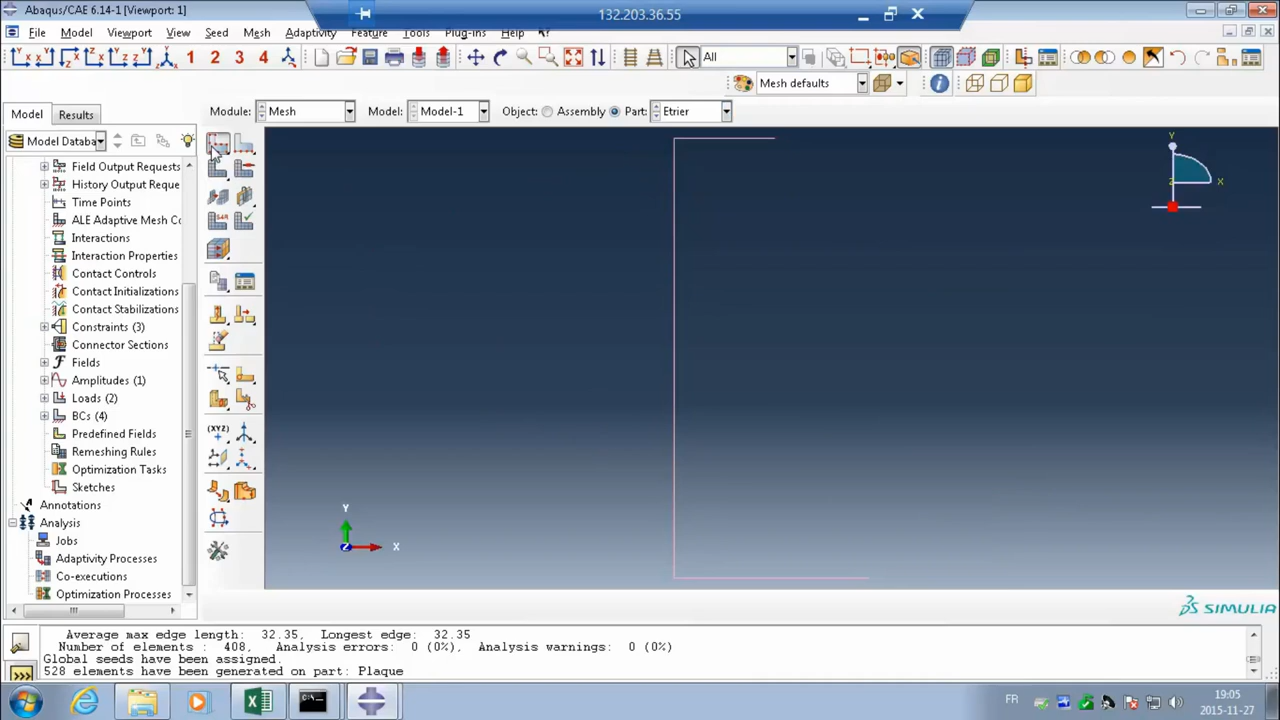 Abaqus/CAE 6.14-1 [Viewport: 1]
132.203.36.55
File Model Viewport View Seed Mesh Adaptivity Feature Tools Plug-ins Help
1 2 3 4
All
Mesh defaults
Model Results
Module: Mesh Model: Model-1 Object: Assembly Part: Etrier
Model Databa
Field Output Requests
History Output Reque
Time Points
ALE Adaptive Mesh Co
Interactions
Interaction Properties
Contact Controls
Contact Initializations
Contact Stabilizations
Constraints (3)
Connector Sections
Fields
Amplitudes (1)
Loads (2)
BCs (4)
Predefined Fields
Remeshing Rules
Optimization Tasks
Sketches
Annotations
Analysis
Jobs
Adaptivity Processes
Co-executions
Optimization Processes
(XYZ)
Y
Z
X
Y
Z
X
SIMULIA
Average max edge length: 32.35, Longest edge: 32.35
Number of elements : 408, Analysis errors: 0 (0%), Analysis warnings: 0 (0%)
Global seeds have been assigned.
528 elements have been generated on part: Plaque
FR
19:05
2015-11-27